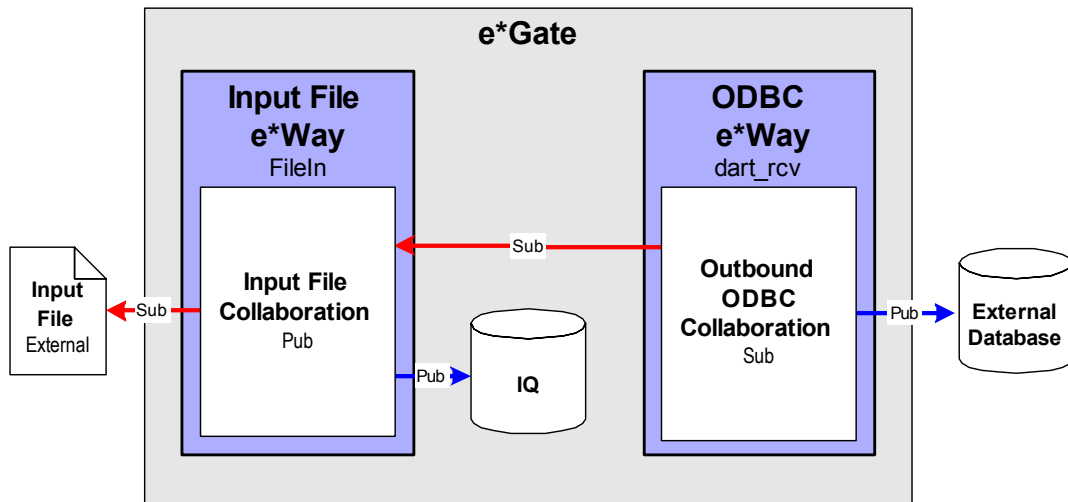 e*Gate
Input File
e*Way
FileIn
ODBC
e*Way
dart_rcv
Input
File
External
Sub
Input File
Collaboration
Pub
Sub
Pub
IQ
Outbound
ODBC
Collaboration
Sub
Pub
External
Database